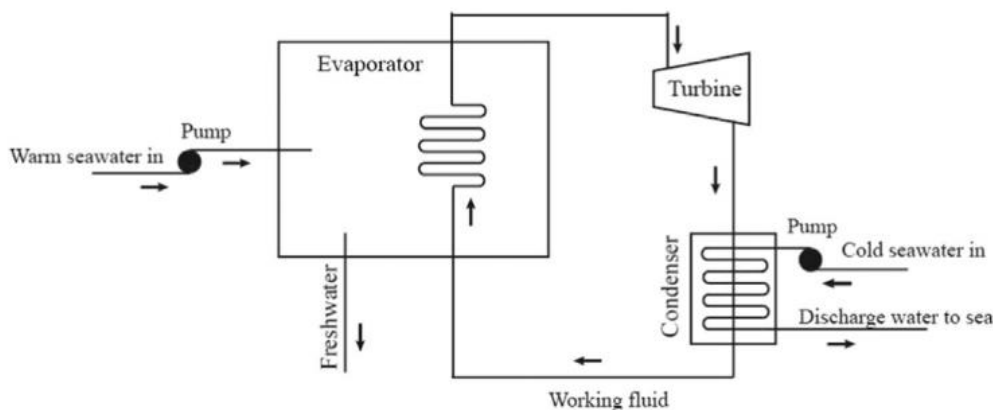 Evaporator
Turbine
Pump
Warm seawater in
Pump
Cold seawater in
Condenser
Discharge water to sea
Freshwater
Working fluid